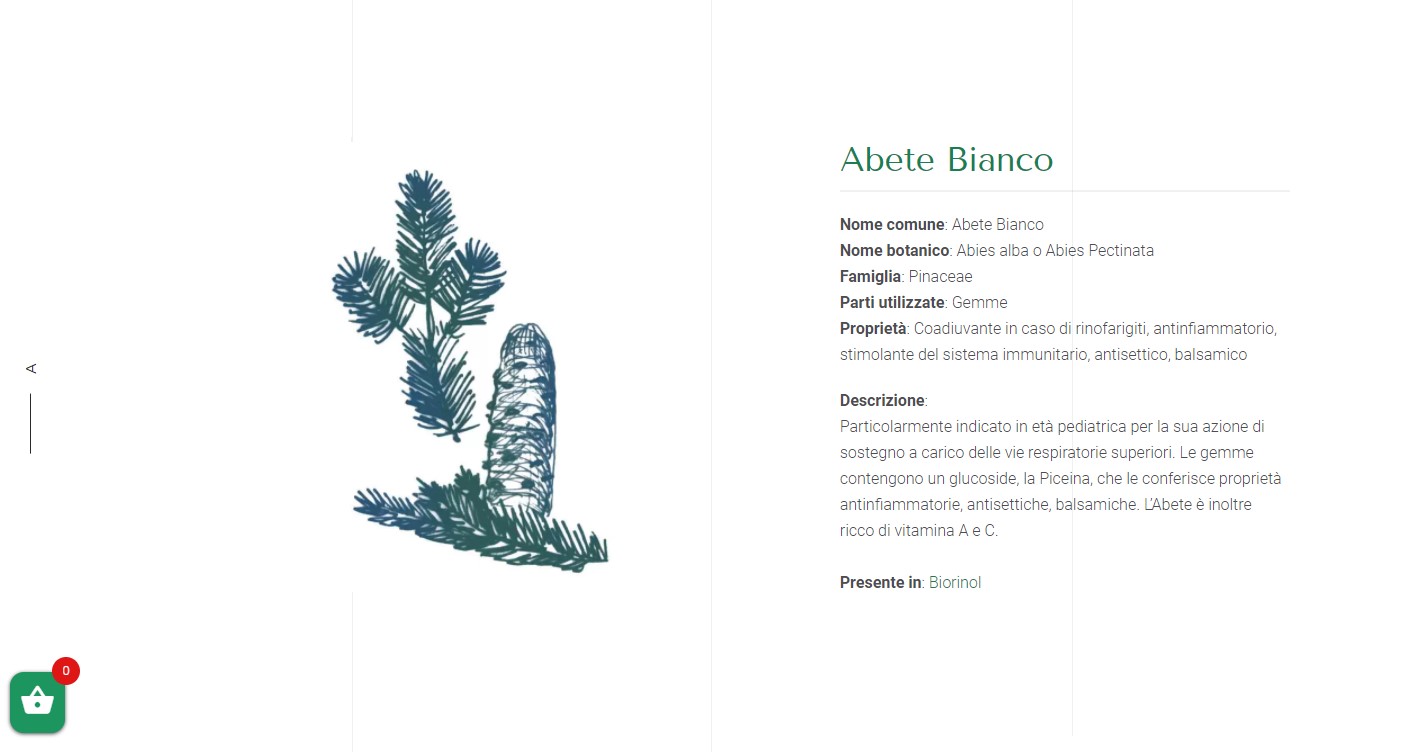 Abete Bianco
Nome comune: Abete Bianco
Nome botanico: Abies alba o Abies Pectinata
Famiglia: Pinaceae
Parti utilizzate: Gemme
Proprietà: Coadiuvante in caso di rinofarigiti, antinfiammatorio,
stimolante del sistema immunitario, antisettico, balsamico
Descrizione:
Particolarmente indicato in età pediatrica per la sua azione di
sostegno a carico delle vie respiratorie superiori. Le gemme
contengono un glucoside, la Piceina, che le conferisce proprietà
antinfiammatorie, antisettiche, balsamiche. L’Abete è inoltre
ricco di vitamina A e C.
Presente in: Biorinol
A
0